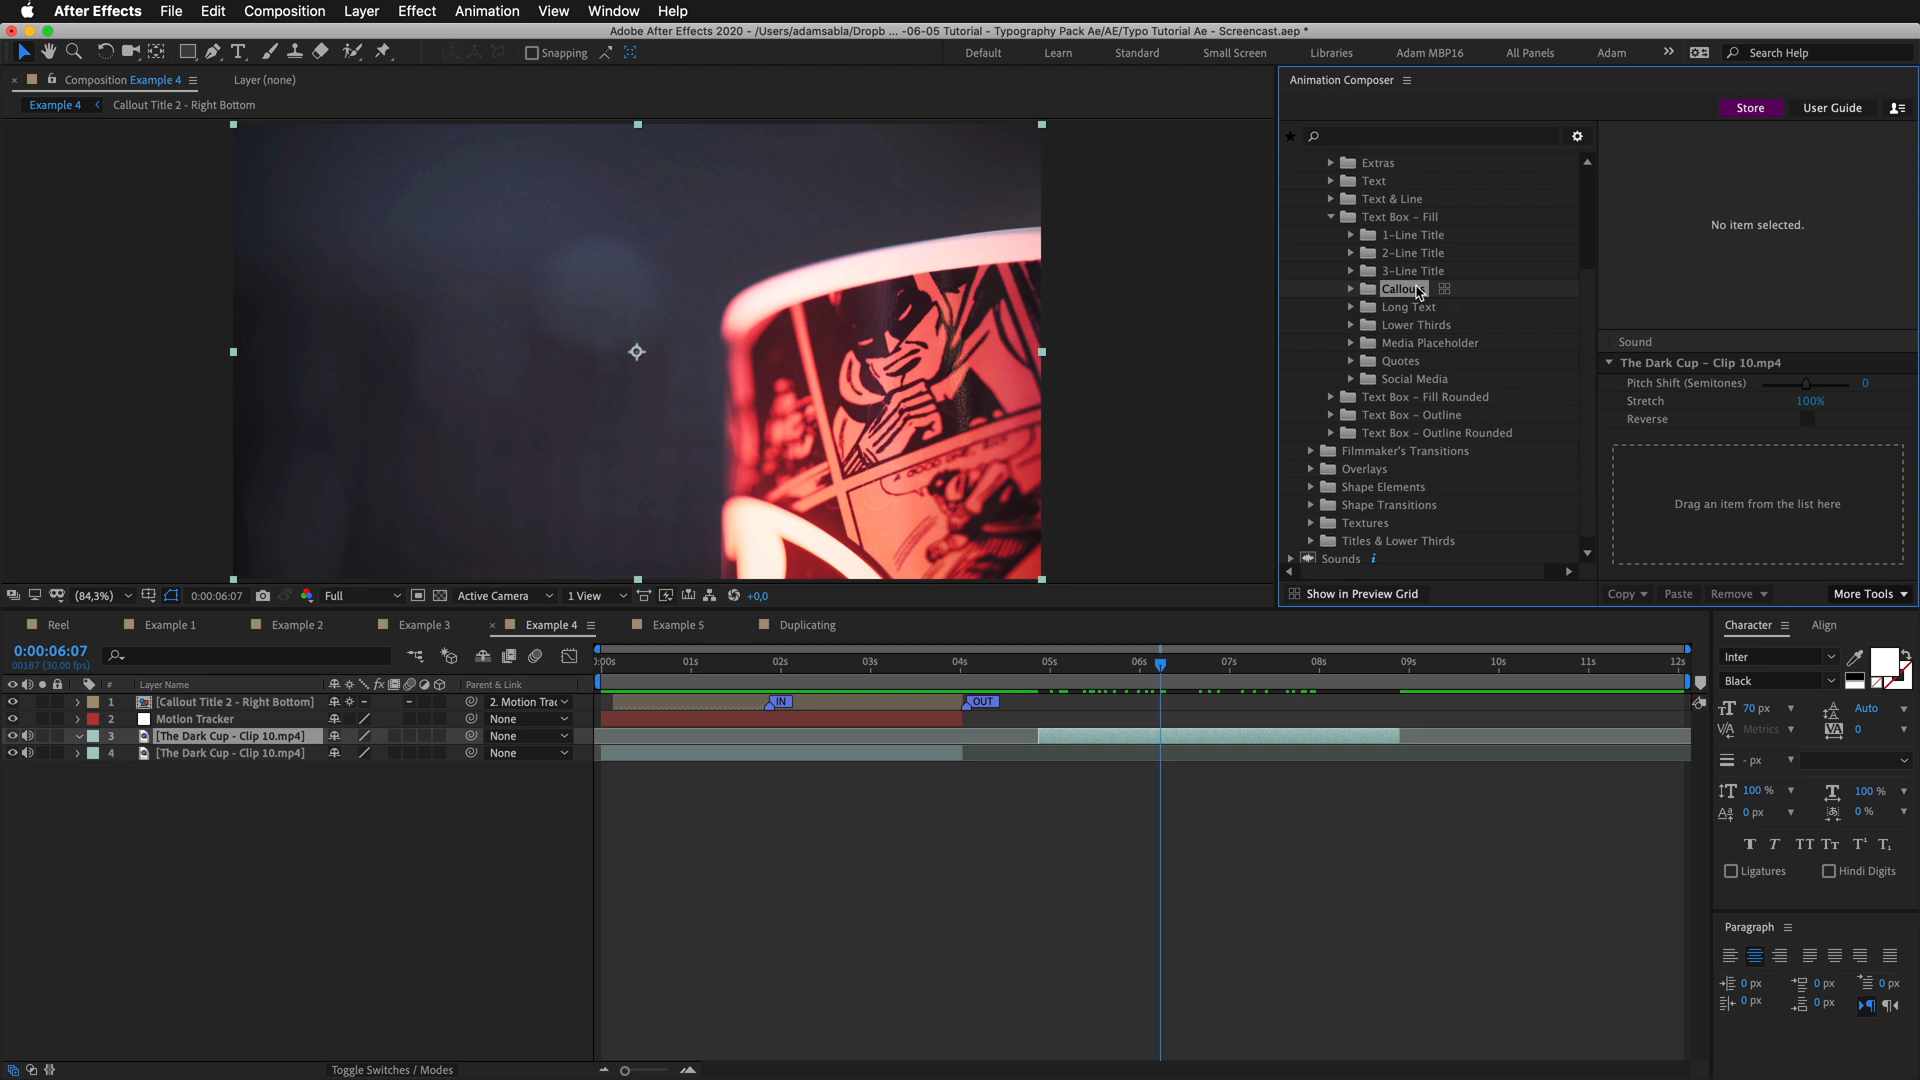 After Effects File Edit Composition Layer Effect Animation View Window Help
Adobe After Effects 2020 - /Users/adamsabla/Dropb ... -06-05 Tutorial - Typography Pack Ae/AE/Typo Tutorial Ae - Screencast.aep *
Snapping Default Learn Standard Small Screen Libraries Adam MBP16 All Panels Adam Search Help
Composition Example 4 Layer (none)
Example 4 Callout Title 2 - Right Bottom
Animation Composer
Store User Guide
Extras
Text
Text & Line
Text Box – Fill
1-Line Title
2-Line Title
3-Line Title
Callouts
Long Text
Lower Thirds
Media Placeholder
Quotes
Social Media
Text Box – Fill Rounded
Text Box – Outline
Text Box – Outline Rounded
Filmmaker's Transitions
Overlays
Shape Elements
Shape Transitions
Textures
Titles & Lower Thirds
Sounds i
Show in Preview Grid
No item selected.
Sound
The Dark Cup – Clip 10.mp4
Pitch Shift (Semitones) 0
Stretch 100%
Reverse
Drag an item from the list here
Copy Paste Remove More Tools
(84,3%) 0:00:06:07 Full Active Camera 1 View +0,0
Reel Example 1 Example 2 Example 3 Example 4 Example 5 Duplicating
0:00:06:07
00187 (30.00 fps)
0:00s 01s 02s 03s 04s 05s 06s 07s 08s 09s 10s 11s 12s
# Layer Name fx Parent & Link
1 [Callout Title 2 - Right Bottom] 2. Motion Trac IN OUT
2 Motion Tracker None
3 [The Dark Cup - Clip 10.mp4] None
4 [The Dark Cup - Clip 10.mp4] None
Toggle Switches / Modes
Character Align
Inter
Black
70 px Auto
Metrics 0
- px
100 % 100 %
0 px 0 %
T T TT Tt T¹ T₁
Ligatures Hindi Digits
Paragraph
0 px 0 px 0 px
0 px 0 px